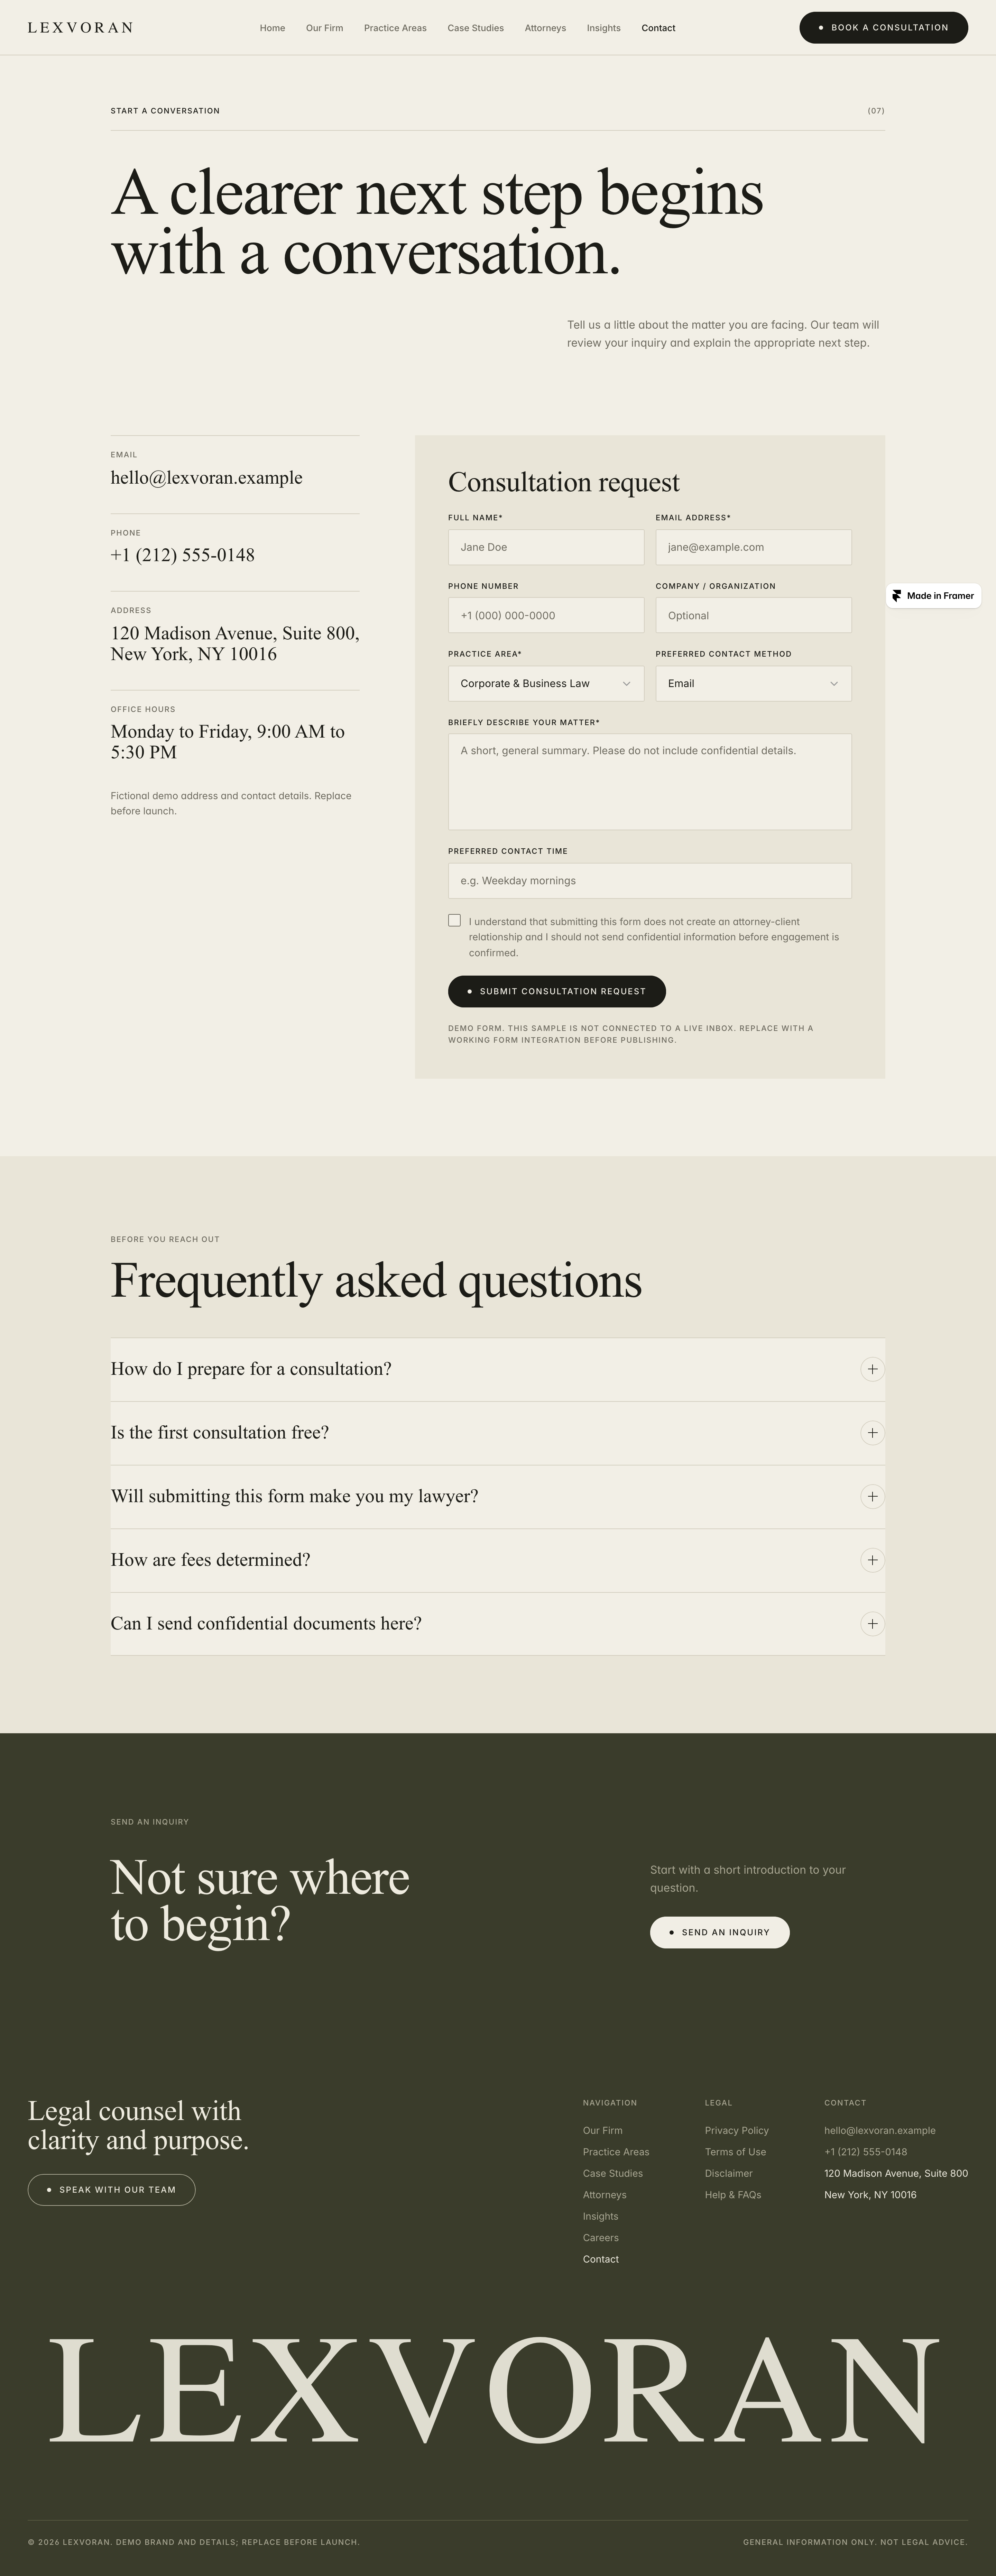 LEXVORAN
Home Our Firm Practice Areas Case Studies Attorneys Insights Contact
BOOK A CONSULTATION
START A CONVERSATION
(07)
A clearer next step begins
with a conversation.
Tell us a little about the matter you are facing. Our team will
review your inquiry and explain the appropriate next step.
EMAIL
hello@lexvoran.example
PHONE
+1 (212) 555-0148
ADDRESS
120 Madison Avenue, Suite 800,
New York, NY 10016
OFFICE HOURS
Monday to Friday, 9:00 AM to
5:30 PM
Fictional demo address and contact details. Replace
before launch.
Consultation request
FULL NAME*
Jane Doe
EMAIL ADDRESS*
jane@example.com
PHONE NUMBER
+1 (000) 000-0000
COMPANY / ORGANIZATION
Optional
PRACTICE AREA*
Corporate & Business Law
PREFERRED CONTACT METHOD
Email
BRIEFLY DESCRIBE YOUR MATTER*
A short, general summary. Please do not include confidential details.
PREFERRED CONTACT TIME
e.g. Weekday mornings
I understand that submitting this form does not create an attorney-client
relationship and I should not send confidential information before engagement is
confirmed.
SUBMIT CONSULTATION REQUEST
DEMO FORM. THIS SAMPLE IS NOT CONNECTED TO A LIVE INBOX. REPLACE WITH A
WORKING FORM INTEGRATION BEFORE PUBLISHING.
Made in Framer
BEFORE YOU REACH OUT
Frequently asked questions
How do I prepare for a consultation?
Is the first consultation free?
Will submitting this form make you my lawyer?
How are fees determined?
Can I send confidential documents here?
SEND AN INQUIRY
Not sure where
to begin?
Start with a short introduction to your
question.
SEND AN INQUIRY
Legal counsel with
clarity and purpose.
SPEAK WITH OUR TEAM
NAVIGATION
Our Firm
Practice Areas
Case Studies
Attorneys
Insights
Careers
Contact
LEGAL
Privacy Policy
Terms of Use
Disclaimer
Help & FAQs
CONTACT
hello@lexvoran.example
+1 (212) 555-0148
120 Madison Avenue, Suite 800
New York, NY 10016
LEXVORAN
© 2026 LEXVORAN. DEMO BRAND AND DETAILS; REPLACE BEFORE LAUNCH.
GENERAL INFORMATION ONLY. NOT LEGAL ADVICE.